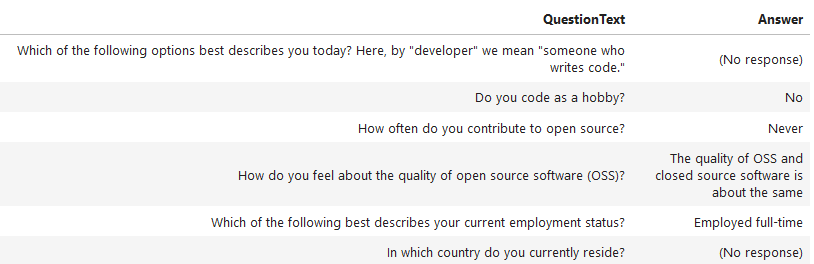 QuestionText Answer
Which of the following options best describes you today? Here, by "developer" we mean "someone who
writes code."
(No response)
Do you code as a hobby? No
How often do you contribute to open source? Never
How do you feel about the quality of open source software (OSS)?
The quality of OSS and
closed source software is
about the same
Which of the following best describes your current employment status? Employed full-time
In which country do you currently reside? (No response)